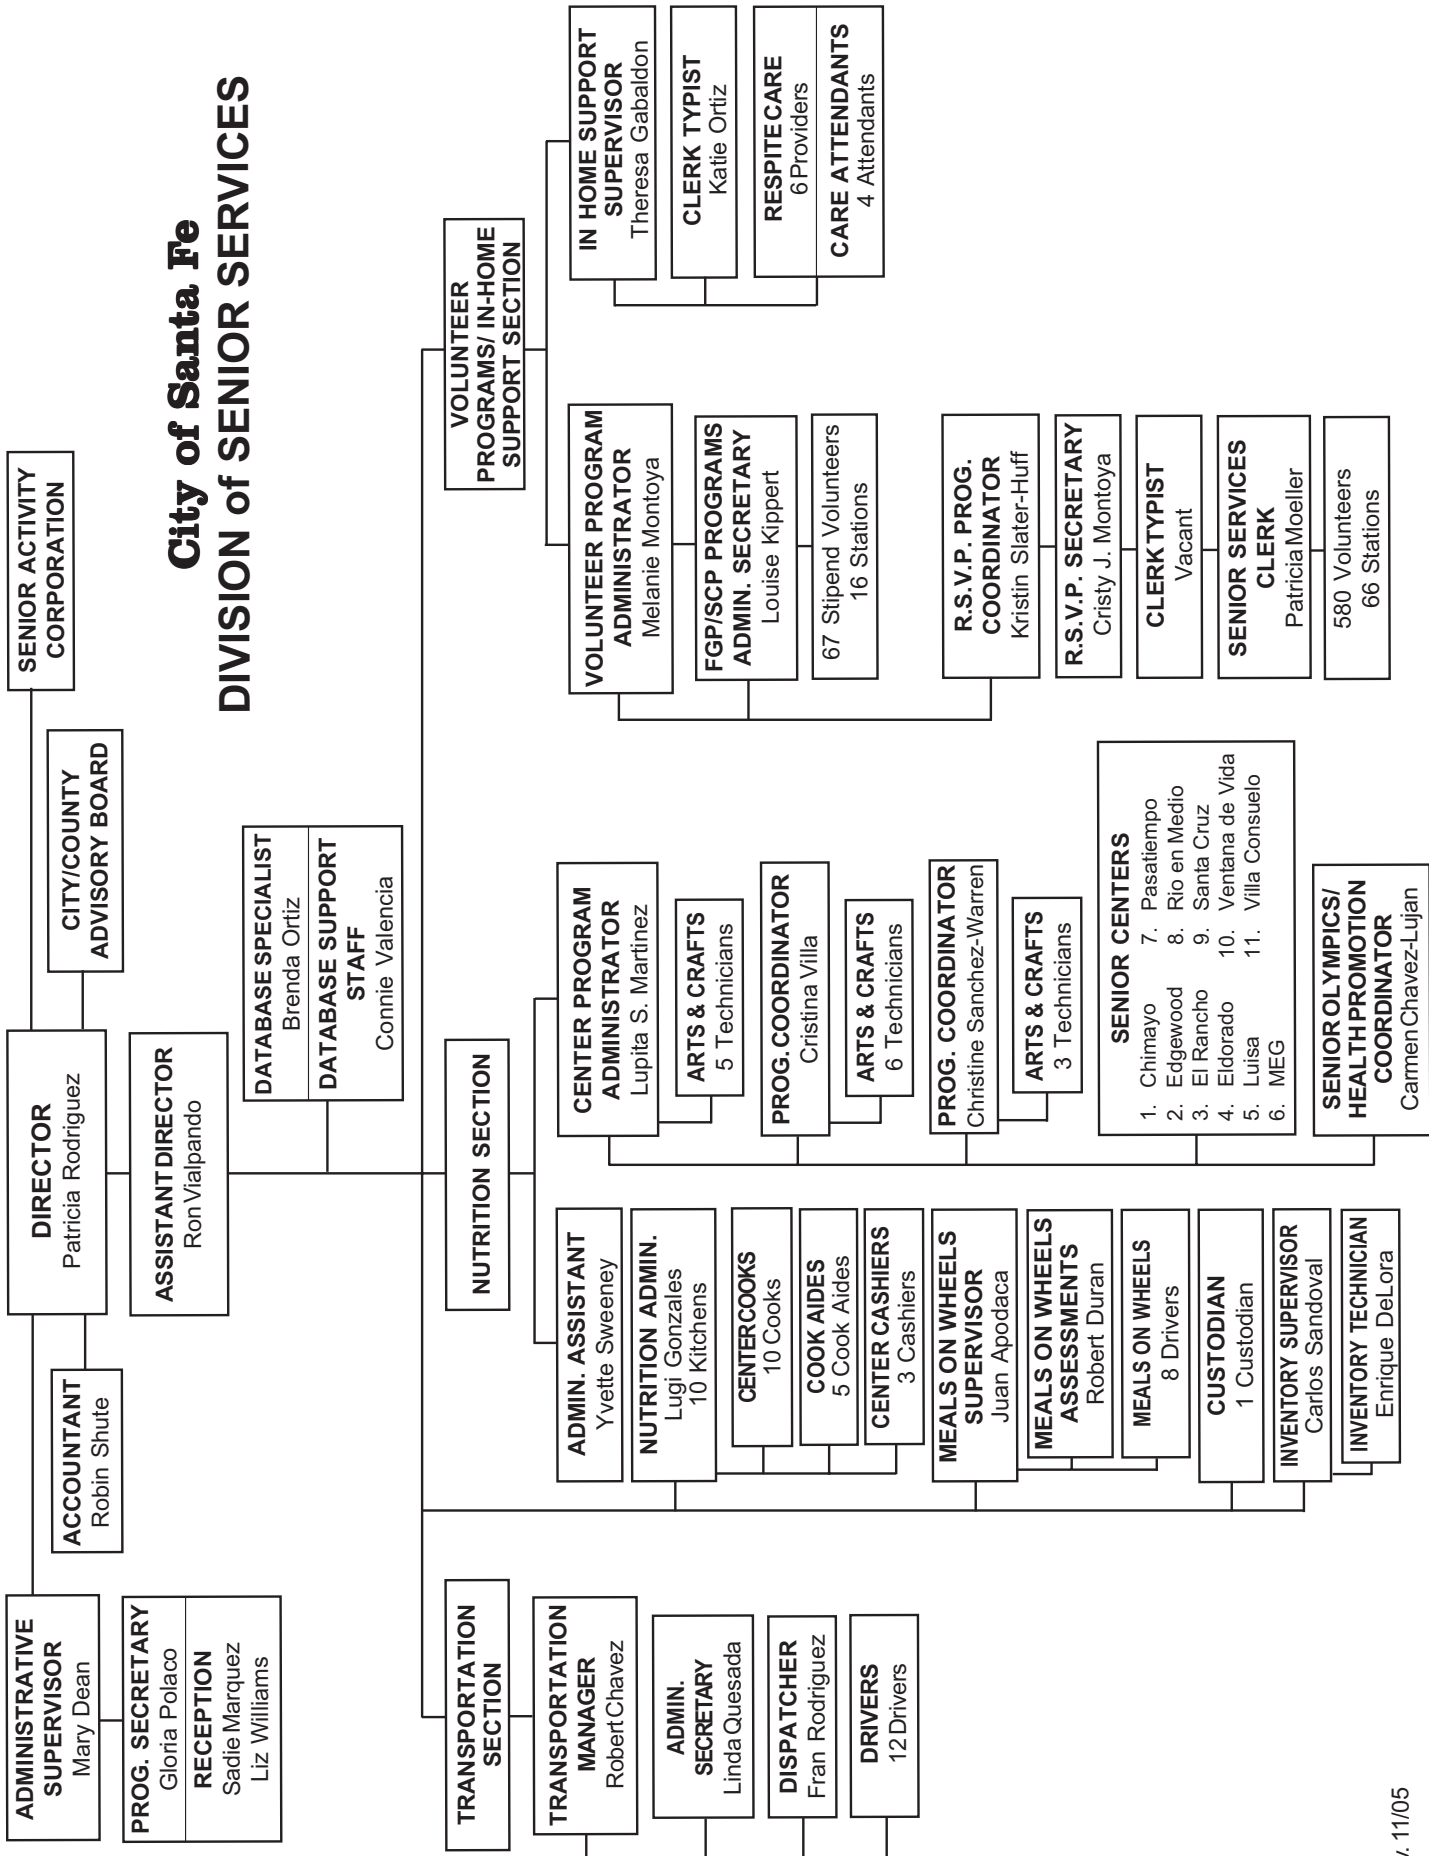 City of Santa Fe
DIVISION of SENIOR SERVICES
ADMINISTRATIVE
SUPERVISOR
Mary Dean
PROG. SECRETARY
Gloria Polaco
RECEPTION
Sadie Marquez
Liz Williams
ACCOUNTANT
Robin Shute
DIRECTOR
Patricia Rodriguez
ASSISTANT DIRECTOR
Ron Vialpando
CITY/COUNTY
ADVISORY BOARD
SENIOR ACTIVITY
CORPORATION
DATABASE SPECIALIST
Brenda Ortiz
DATABASE SUPPORT
STAFF
Connie Valencia
TRANSPORTATION
SECTION
TRANSPORTATION
MANAGER
Robert Chavez
ADMIN.
SECRETARY
Linda Quesada
DISPATCHER
Fran Rodriguez
DRIVERS
12 Drivers
NUTRITION SECTION
ADMIN. ASSISTANT
Yvette Sweeney
NUTRITION ADMIN.
Lugi Gonzales
10 Kitchens
CENTER COOKS
10 Cooks
COOK AIDES
5 Cook Aides
CENTER CASHIERS
3 Cashiers
MEALS ON WHEELS
SUPERVISOR
Juan Apodaca
MEALS ON WHEELS
ASSESSMENTS
Robert Duran
MEALS ON WHEELS
8 Drivers
CUSTODIAN
1 Custodian
INVENTORY SUPERVISOR
Carlos Sandoval
INVENTORY TECHNICIAN
Enrique DeLora
CENTER PROGRAM
ADMINISTRATOR
Lupita S. Martinez
ARTS & CRAFTS
5 Technicians
PROG. COORDINATOR
Cristina Villa
ARTS & CRAFTS
6 Technicians
PROG. COORDINATOR
Christine Sanchez-Warren
ARTS & CRAFTS
3 Technicians
SENIOR CENTERS
1. Chimayo 7. Pasatiempo
2. Edgewood 8. Rio en Medio
3. El Rancho 9. Santa Cruz
4. Eldorado 10. Ventana de Vida
5. Luisa 11. Villa Consuelo
6. MEG
SENIOR OLYMPICS/
HEALTH PROMOTION
COORDINATOR
Carmen Chavez-Lujan
VOLUNTEER
PROGRAMS/ IN-HOME
SUPPORT SECTION
VOLUNTEER PROGRAM
ADMINISTRATOR
Melanie Montoya
FGP/SCP PROGRAMS
ADMIN. SECRETARY
Louise Kippert
67 Stipend Volunteers
16 Stations
R.S.V.P. PROG.
COORDINATOR
Kristin Slater-Huff
R.S.V.P. SECRETARY
Cristy J. Montoya
CLERK TYPIST
Vacant
SENIOR SERVICES
CLERK
Patricia Moeller
580 Volunteers
66 Stations
IN HOME SUPPORT
SUPERVISOR
Theresa Gabaldon
CLERK TYPIST
Katie Ortiz
RESPITE CARE
6 Providers
CARE ATTENDANTS
4 Attendants
11/05